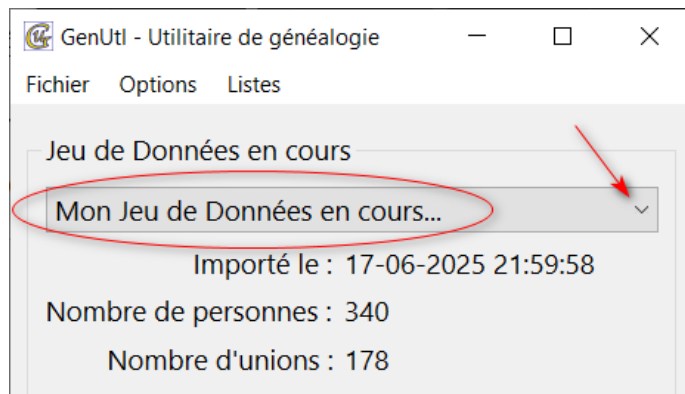 GenUtl - Utilitaire de généalogie
Fichier Options Listes
Jeu de Données en cours
Mon Jeu de Données en cours...
Importé le : 17-06-2025 21:59:58
Nombre de personnes : 340
Nombre d'unions : 178